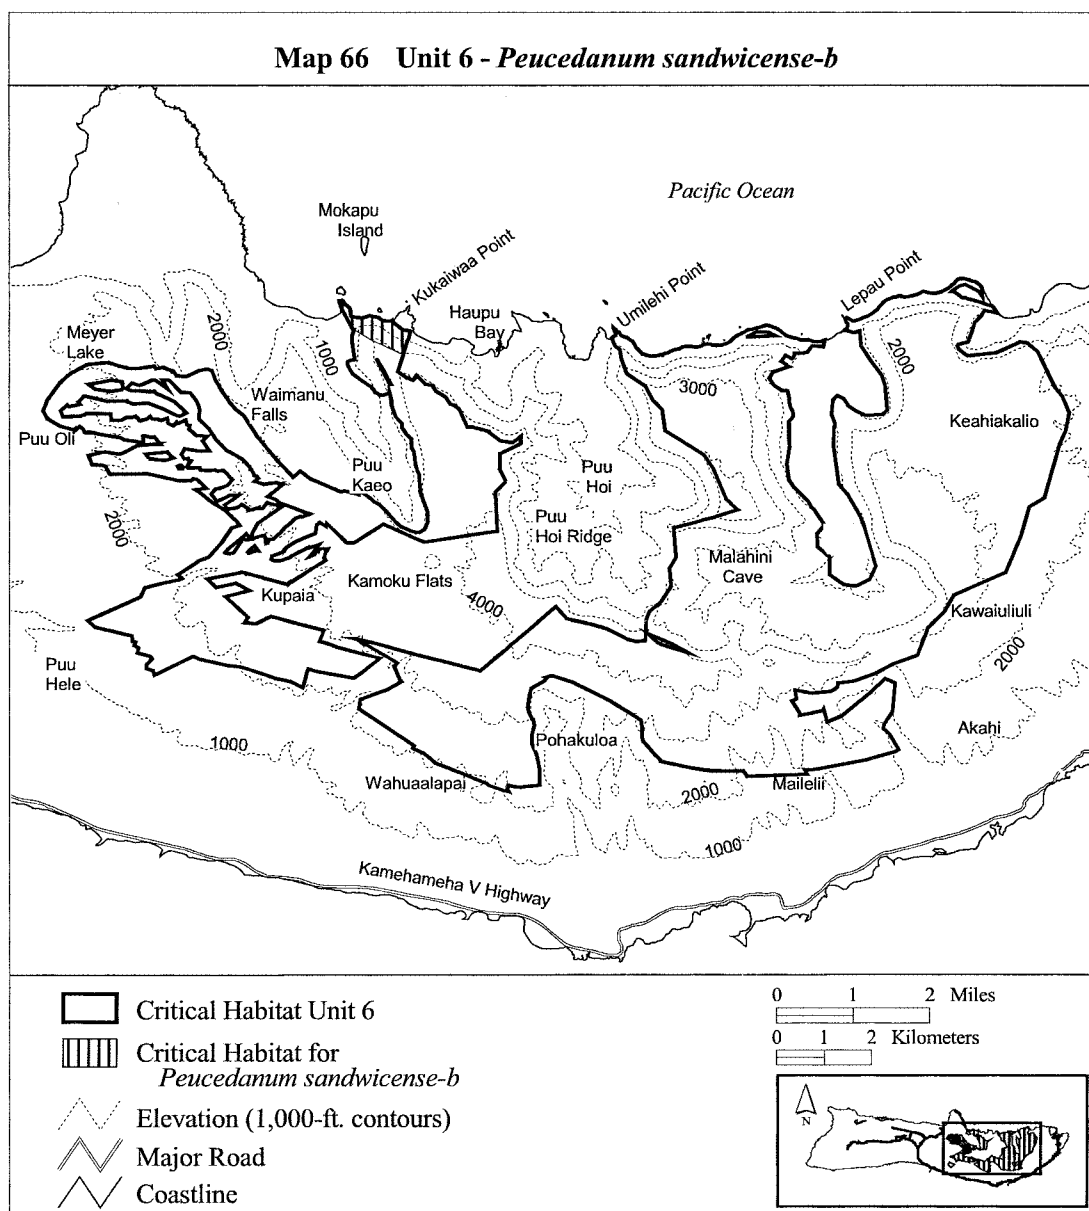 Map 66 Unit 6 - Peucedanum sandwicense-b
Pacific Ocean
Mokapu
Island
Kukaiwaa Point
Haupu
Bay
Umilehi Point
Lepau Point
Meyer
Lake
2000
1000
Waimanu
Falls
3000
2000
Keahiakalio
Puu Oli
Puu
Kaeo
Puu
Hoi
Puu
Hoi Ridge
2000
Malahini
Cave
Kamoku Flats
Kupaia
4000
Kawaiuliuli
2000
Puu
Hele
1000
Pohakuloa
Akahi
Wahuaalapai
2000
Mailelii
1000
Kamehameha V Highway
Critical Habitat Unit 6
Critical Habitat for
Peucedanum sandwicense-b
Elevation (1,000-ft. contours)
Major Road
Coastline
0 1 2 Miles
0 1 2 Kilometers
N